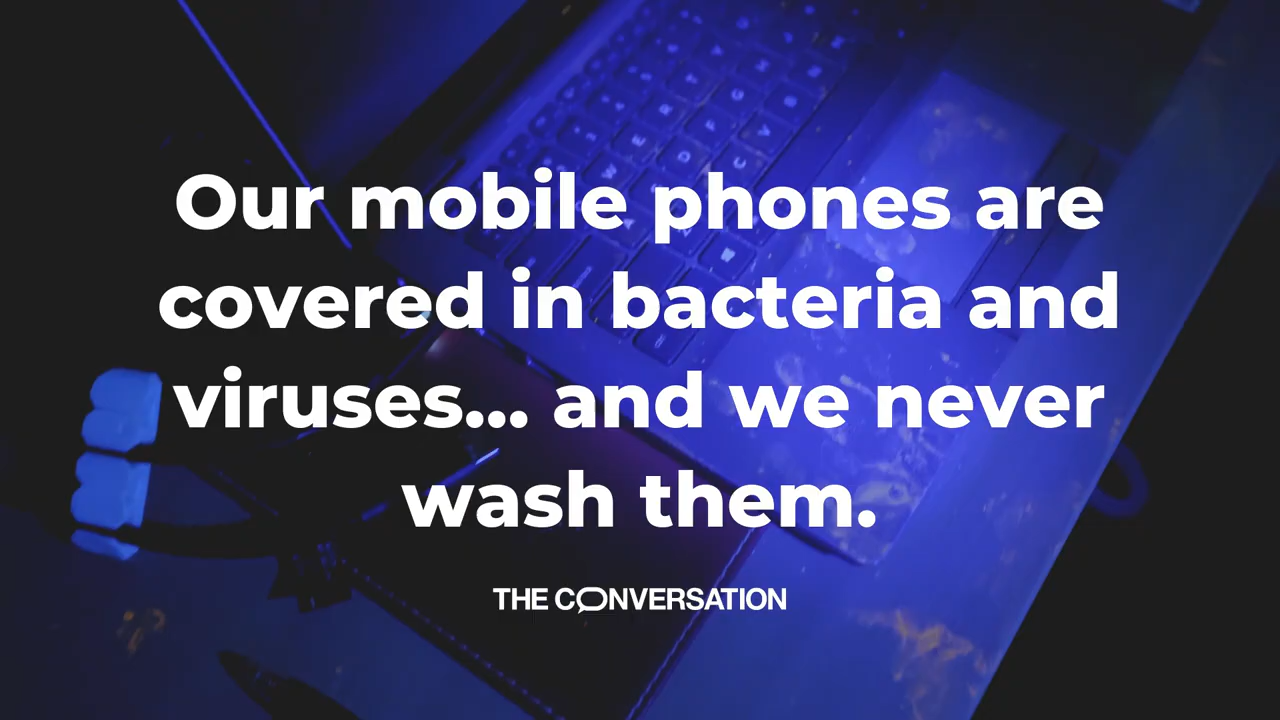 Our mobile phones are
covered in bacteria and
viruses... and we never
wash them.
THE CONVERSATION